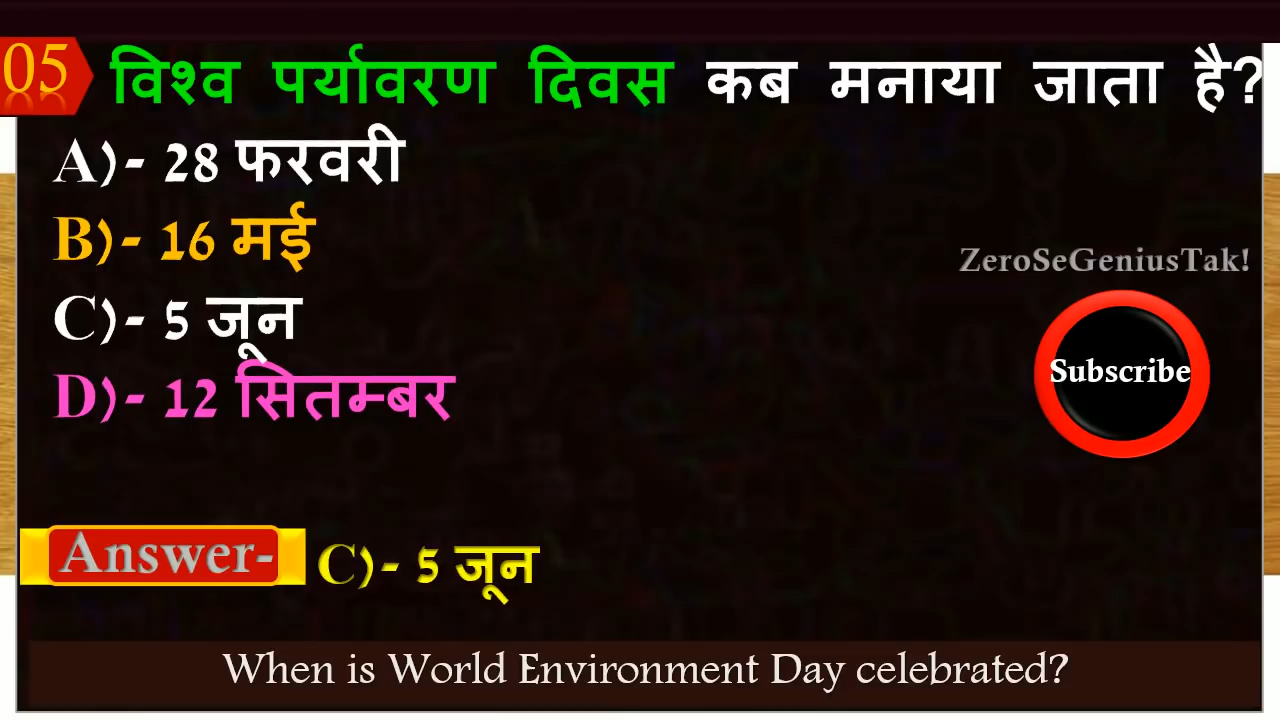 05 विश्व पर्यावरण दिवस कब मनाया जाता है?
A)- 28 फरवरी
B)- 16 मई
ZeroSeGeniusTak!
C)- 5 जून
Subscribe
D)- 12 सितम्बर
Answer- C)- 5 जून
When is World Environment Day celebrated?